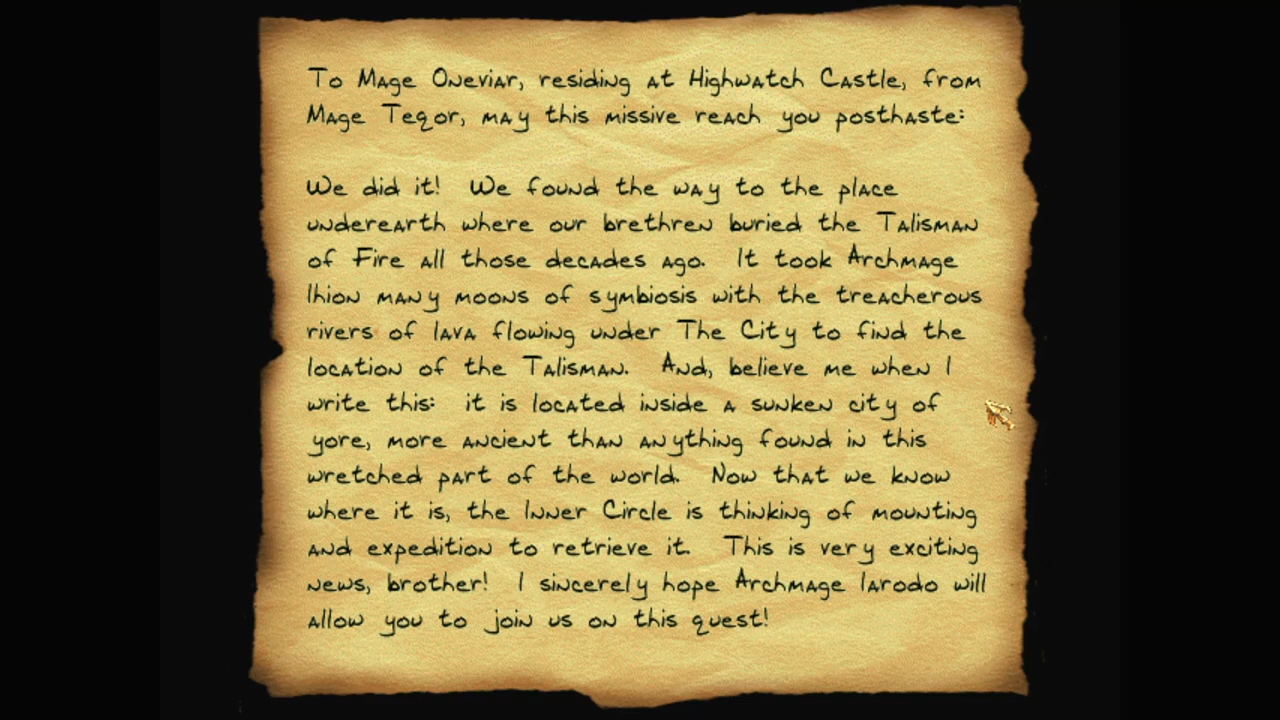 To Mage Oneviar, residing at Highwatch Castle, from
Mage Teqor, may this missive reach you posthaste:
We did it! We found the way to the place
underearth where our brethren buried the Talisman
of Fire all those decades ago. It took Archmage
Ihion many moons of symbiosis with the treacherous
rivers of lava flowing under The City to find the
location of the Talisman. And, believe me when I
write this: it is located inside a sunken city of
yore, more ancient than anything found in this
wretched part of the world. Now that we know
where it is, the Inner Circle is thinking of mounting
and expedition to retrieve it. This is very exciting
news, brother! I sincerely hope Archmage Iarodo will
allow you to join us on this quest!